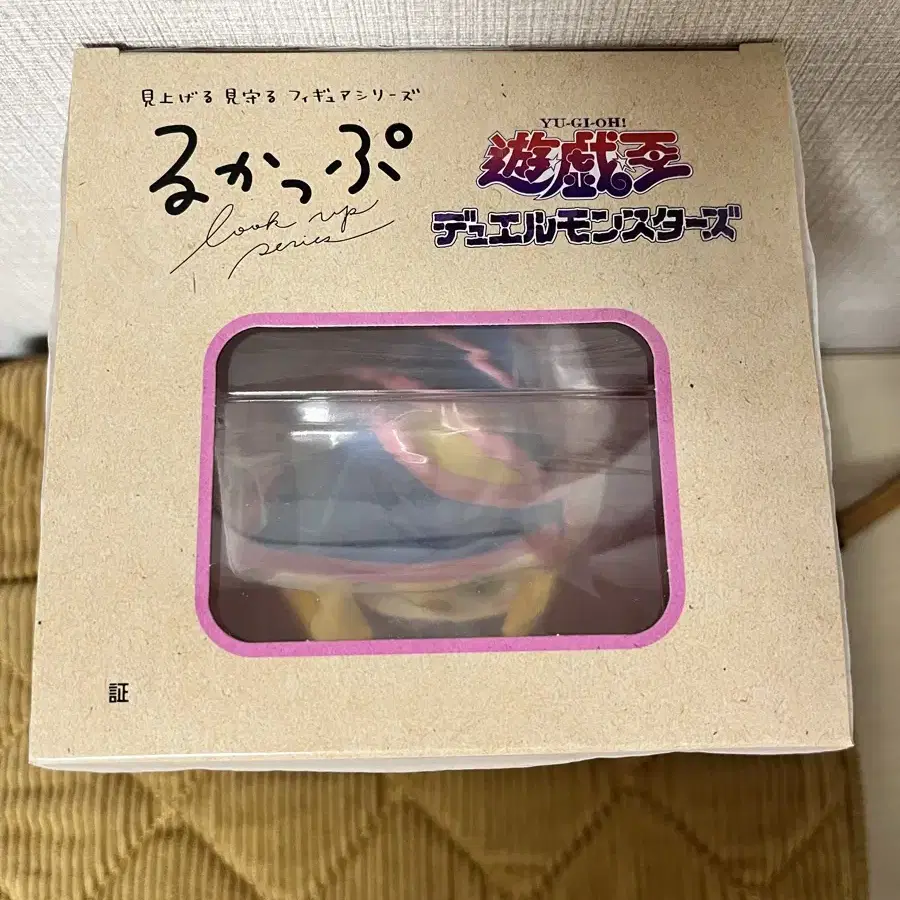 見上げる 見守る フィギュアシリーズ
るかっぷ
look up
series
YU-GI-OH!
遊戯王
デュエルモンスターズ
証